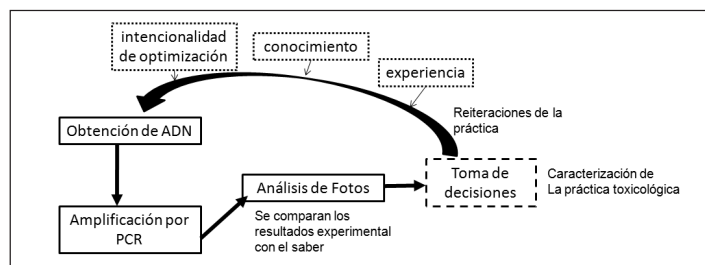 intencionalidad
de optimización
conocimiento
experiencia
Reiteraciones de la
práctica
Obtención de ADN
Amplificación por
PCR
Análisis de Fotos
Se comparan los
resultados experimental
con el saber
Toma de
decisiones
Caracterización de
La práctica toxicológica